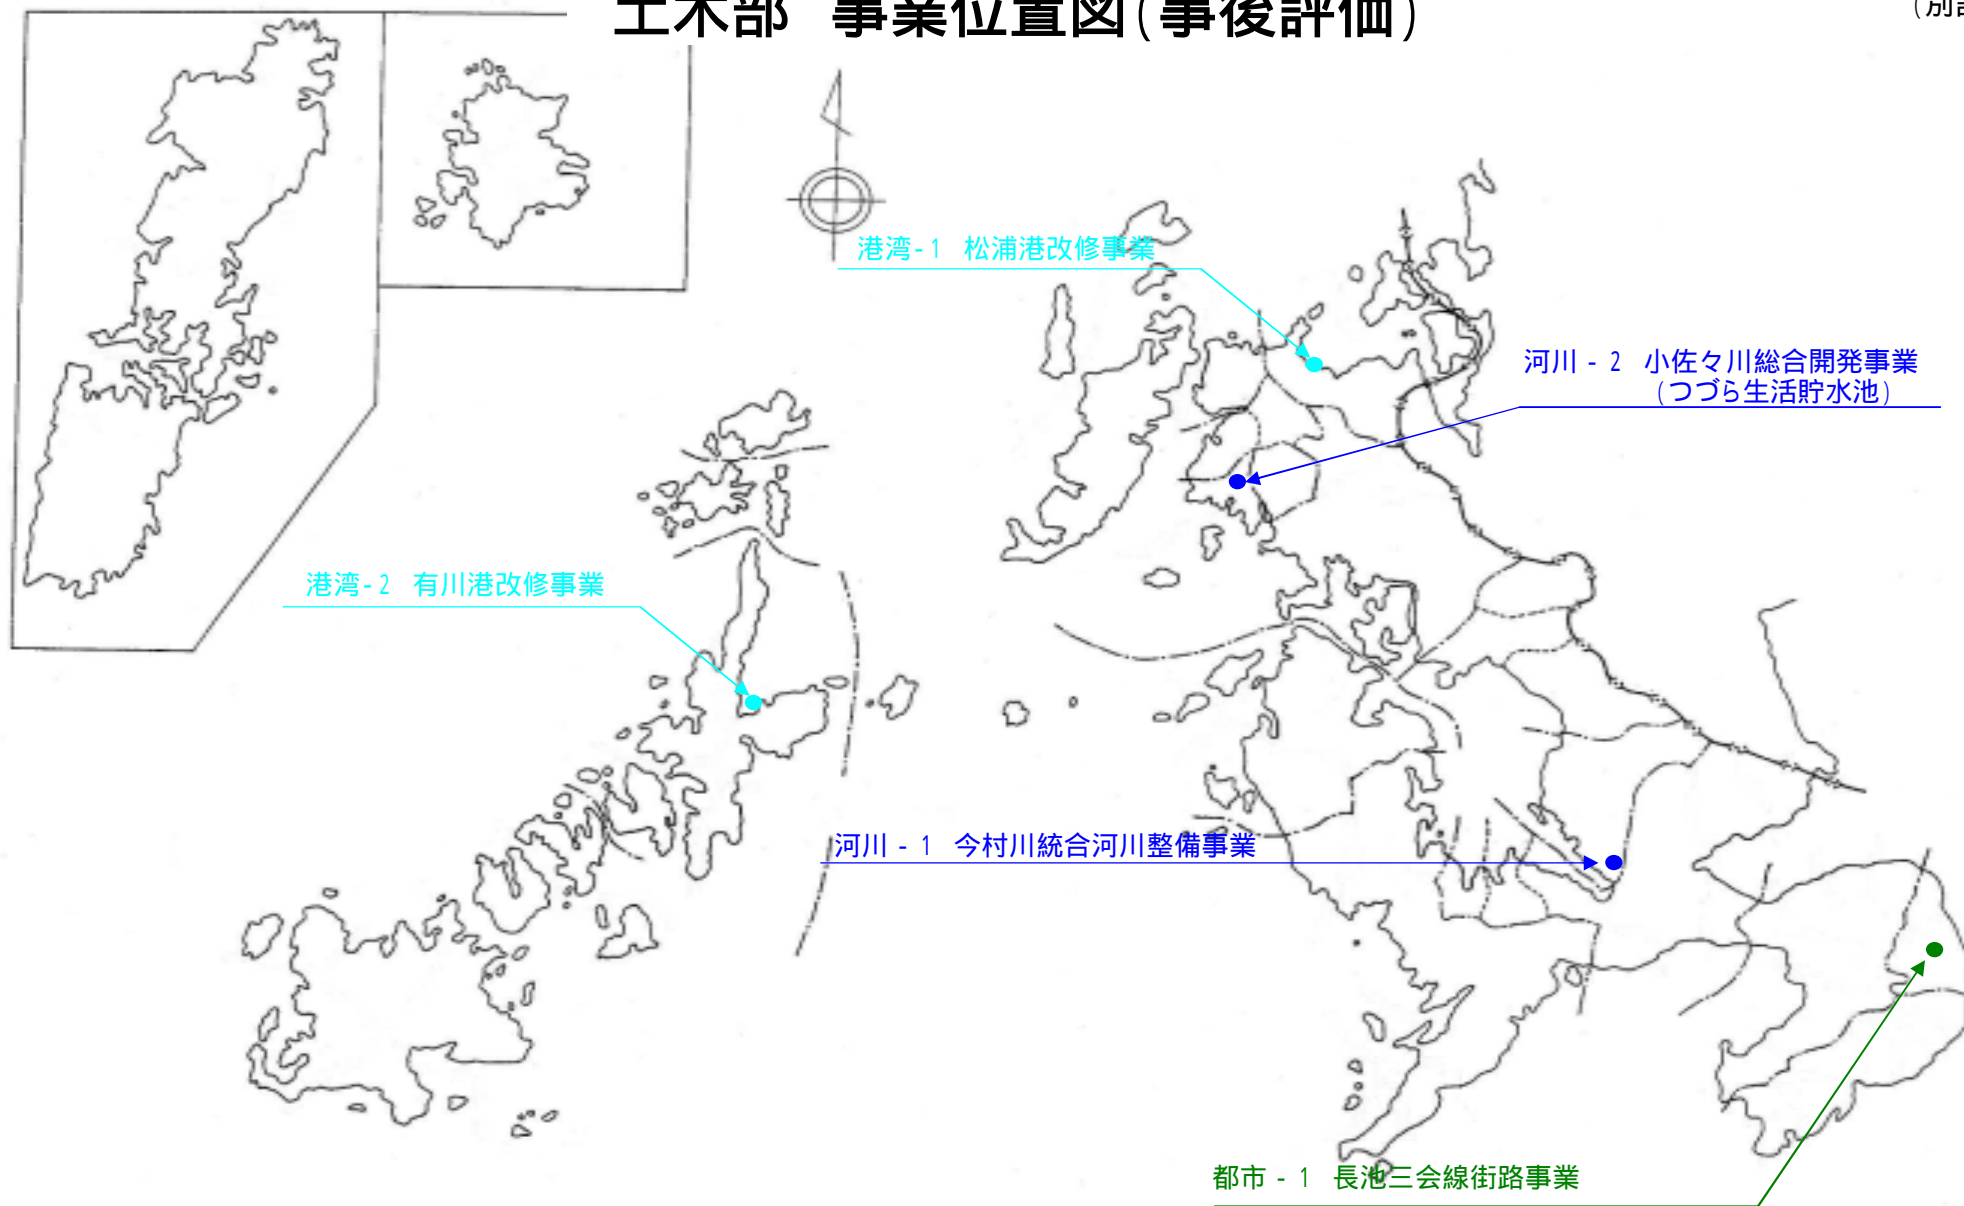 土木部 事業位置図(事後評価)
(別
港湾-1 松浦港改修事業
河川 - 2 小佐々川総合開発事業
(つづら生活貯水池)
港湾-2 有川港改修事業
河川 - 1 今村川統合河川整備事業
都市 - 1 長池三会線街路事業